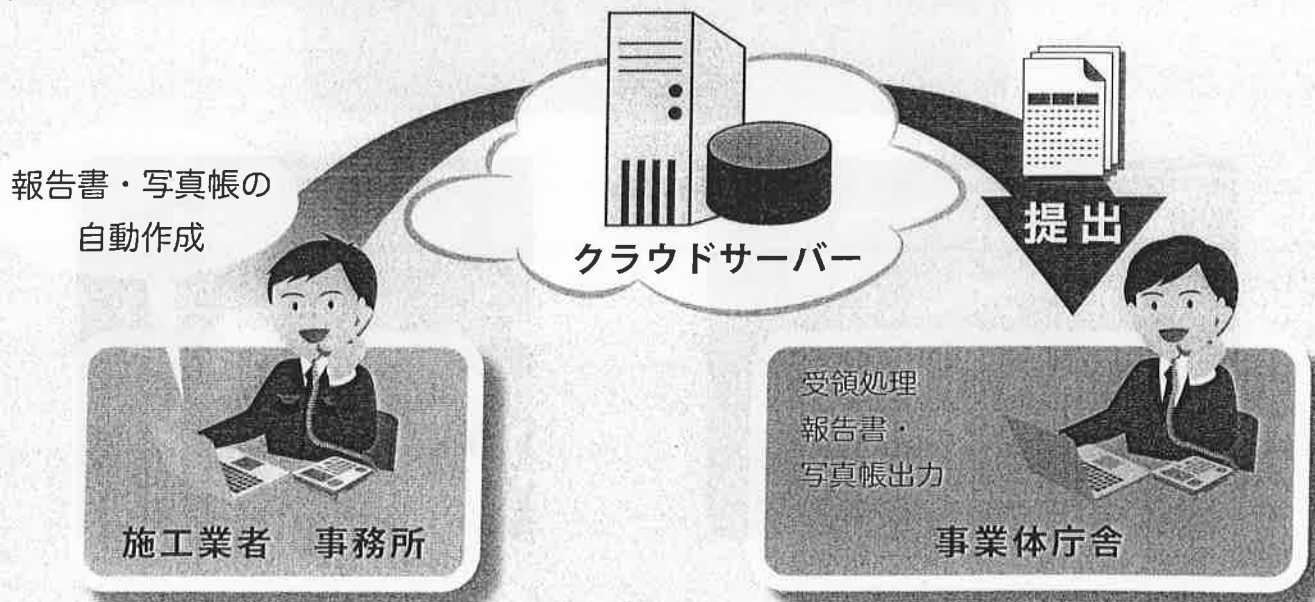 報告書・写真帳の
自動作成
クラウドサーバー
提出
受領処理
報告書・
写真帳出力
施工業者　事務所
事業体庁舎